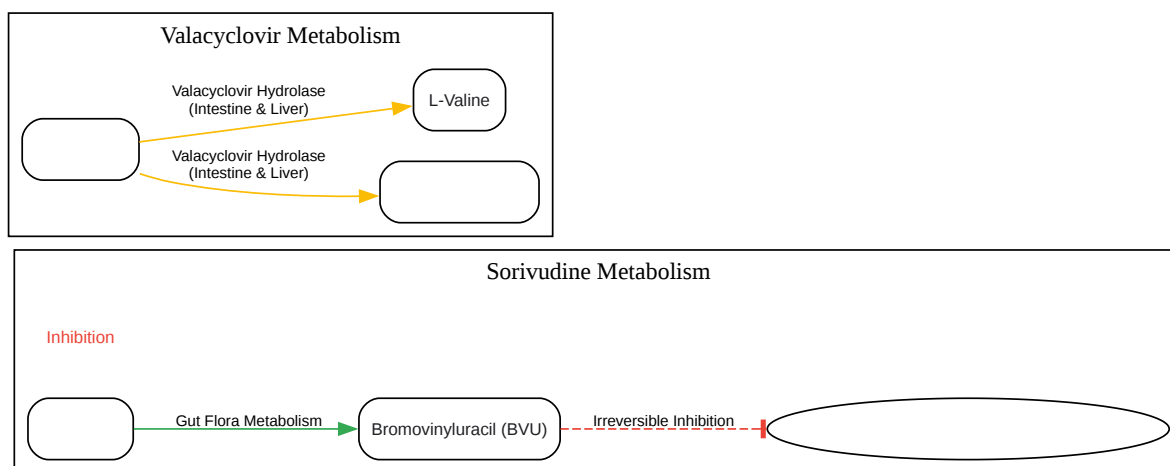 Valacyclovir Metabolism
Valacyclovir Hydrolase
(Intestine & Liver)
L-Valine
Valacyclovir Hydrolase
(Intestine & Liver)
Sorivudine Metabolism
Inhibition
Gut Flora Metabolism
Bromovinyluracil (BVU)
Irreversible Inhibition